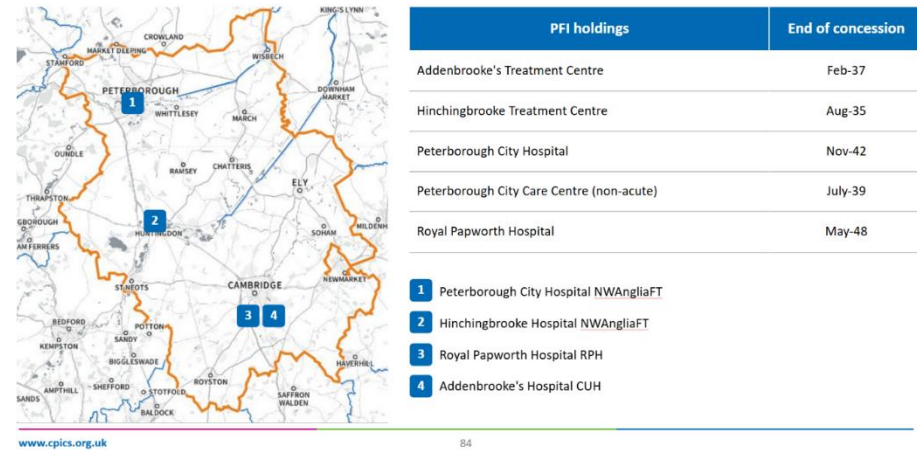 KING'S LYNN
CROWLAND
MARKET DEEPING
WISBECH
STAMFORD
PETERBOROUGH
1
DOWNHAM
MARKET
WHITTLESEY
MARCH
OUNDLE
RAMSEY
CHATTERIS
ELY
THRAPSTON
2
GBOROUGH
HUNTINGDON
MILDENH
AM FERRERS
SOHAM
ST NEOTS
CAMBRIDGE
NEWMARKET
3 4
BEDFORD
POTTON
KEMPSTON
SANDY
BIGGLESWADE
HAVERHILL
ROYSTON
AMPTHILL
SHEFFORD
STOTFOLD
SAFFRON
WALDEN
SANDS
BALDOCK
PFI holdings End of concession
Addenbrooke's Treatment Centre Feb-37
Hinchingbrooke Treatment Centre Aug-35
Peterborough City Hospital Nov-42
Peterborough City Care Centre (non-acute) July-39
Royal Papworth Hospital May-48
1 Peterborough City Hospital NWAngliaFT
2 Hinchingbrooke Hospital NWAngliaFT
3 Royal Papworth Hospital RPH
4 Addenbrooke's Hospital CUH
www.cpics.org.uk
84